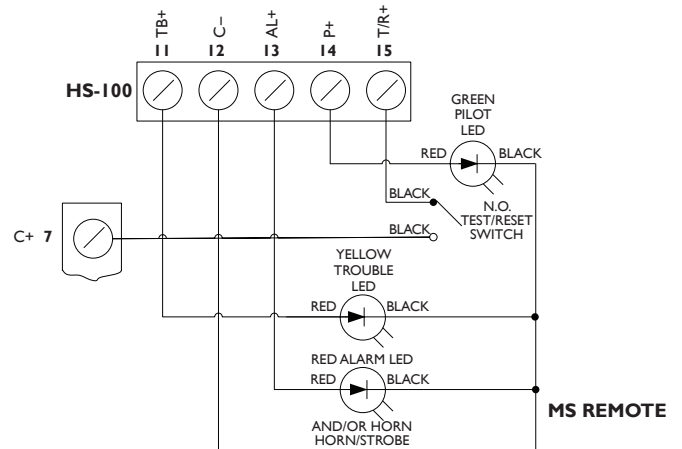 TB+
C–
AL+
P+
T/R+
11
12
13
14
15
HS-100
GREEN
PILOT
LED
RED
BLACK
BLACK
N.O.
TEST/RESET
SWITCH
C+ 7
BLACK
YELLOW
TROUBLE
LED
RED
BLACK
RED ALARM LED
RED
BLACK
MS REMOTE
AND/OR HORN
HORN/STROBE